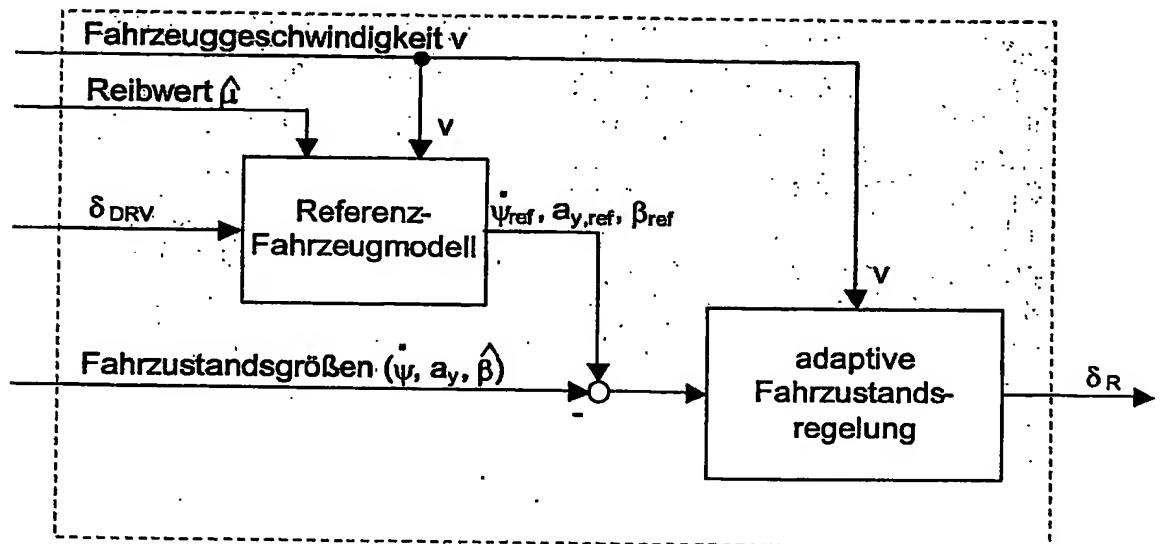 Fahrzeuggeschwindigkeit v
Reibwert μ̂
v
δ DRV
Referenz-
Fahrzeugmodell
ψ̇ref, ay,ref, βref
v
Fahrzustandsgrößen (ψ̇, ay, β̂)
-
adaptive
Fahrzustands-
regelung
δ R